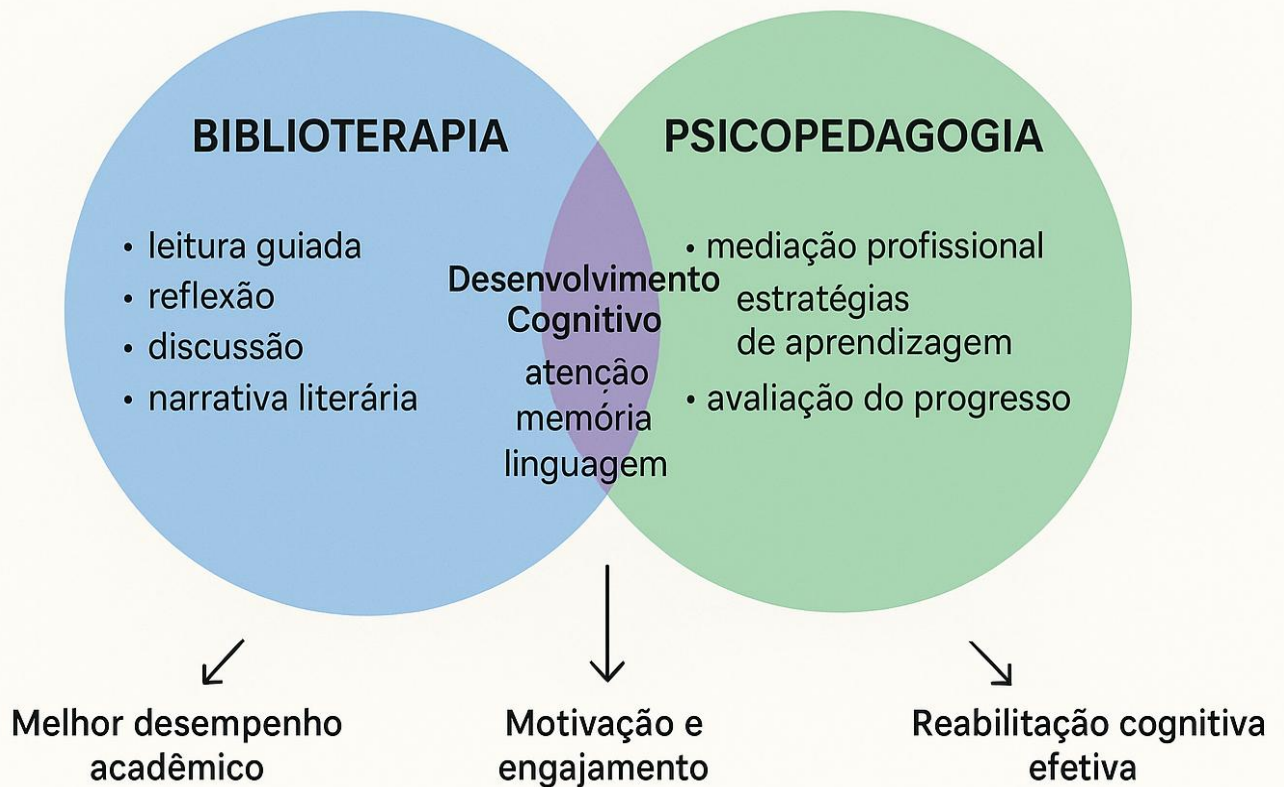 BIBLIOTERAPIA
• leitura guiada
• reflexão
• discussão
• narrativa literária
Desenvolvimento
Cognitivo
atenção
memória
linguagem
PSICOPEDAGOGIA
• mediação profissional
estratégias
de aprendizagem
• avaliação do progresso
Melhor desempenho
acadêmico
Motivação e
engajamento
Reabilitação cognitiva
efetiva